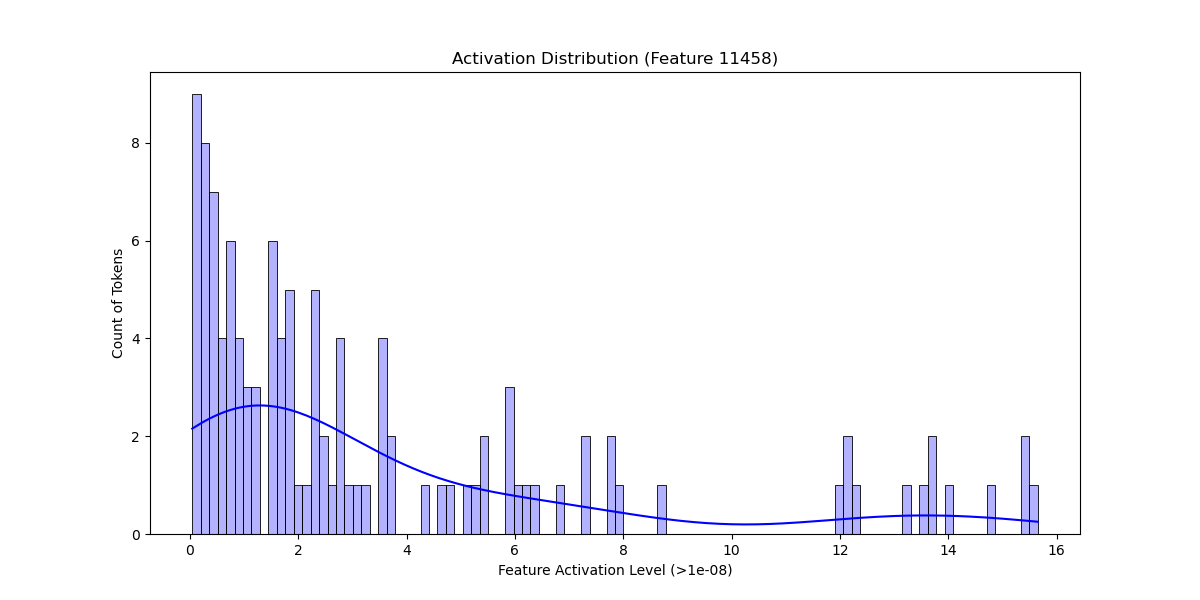 Activation Distribution (Feature 11458)
Count of Tokens
8
6
4
2
0
0 2 4 6 8 10 12 14 16
Feature Activation Level (>1e-08)